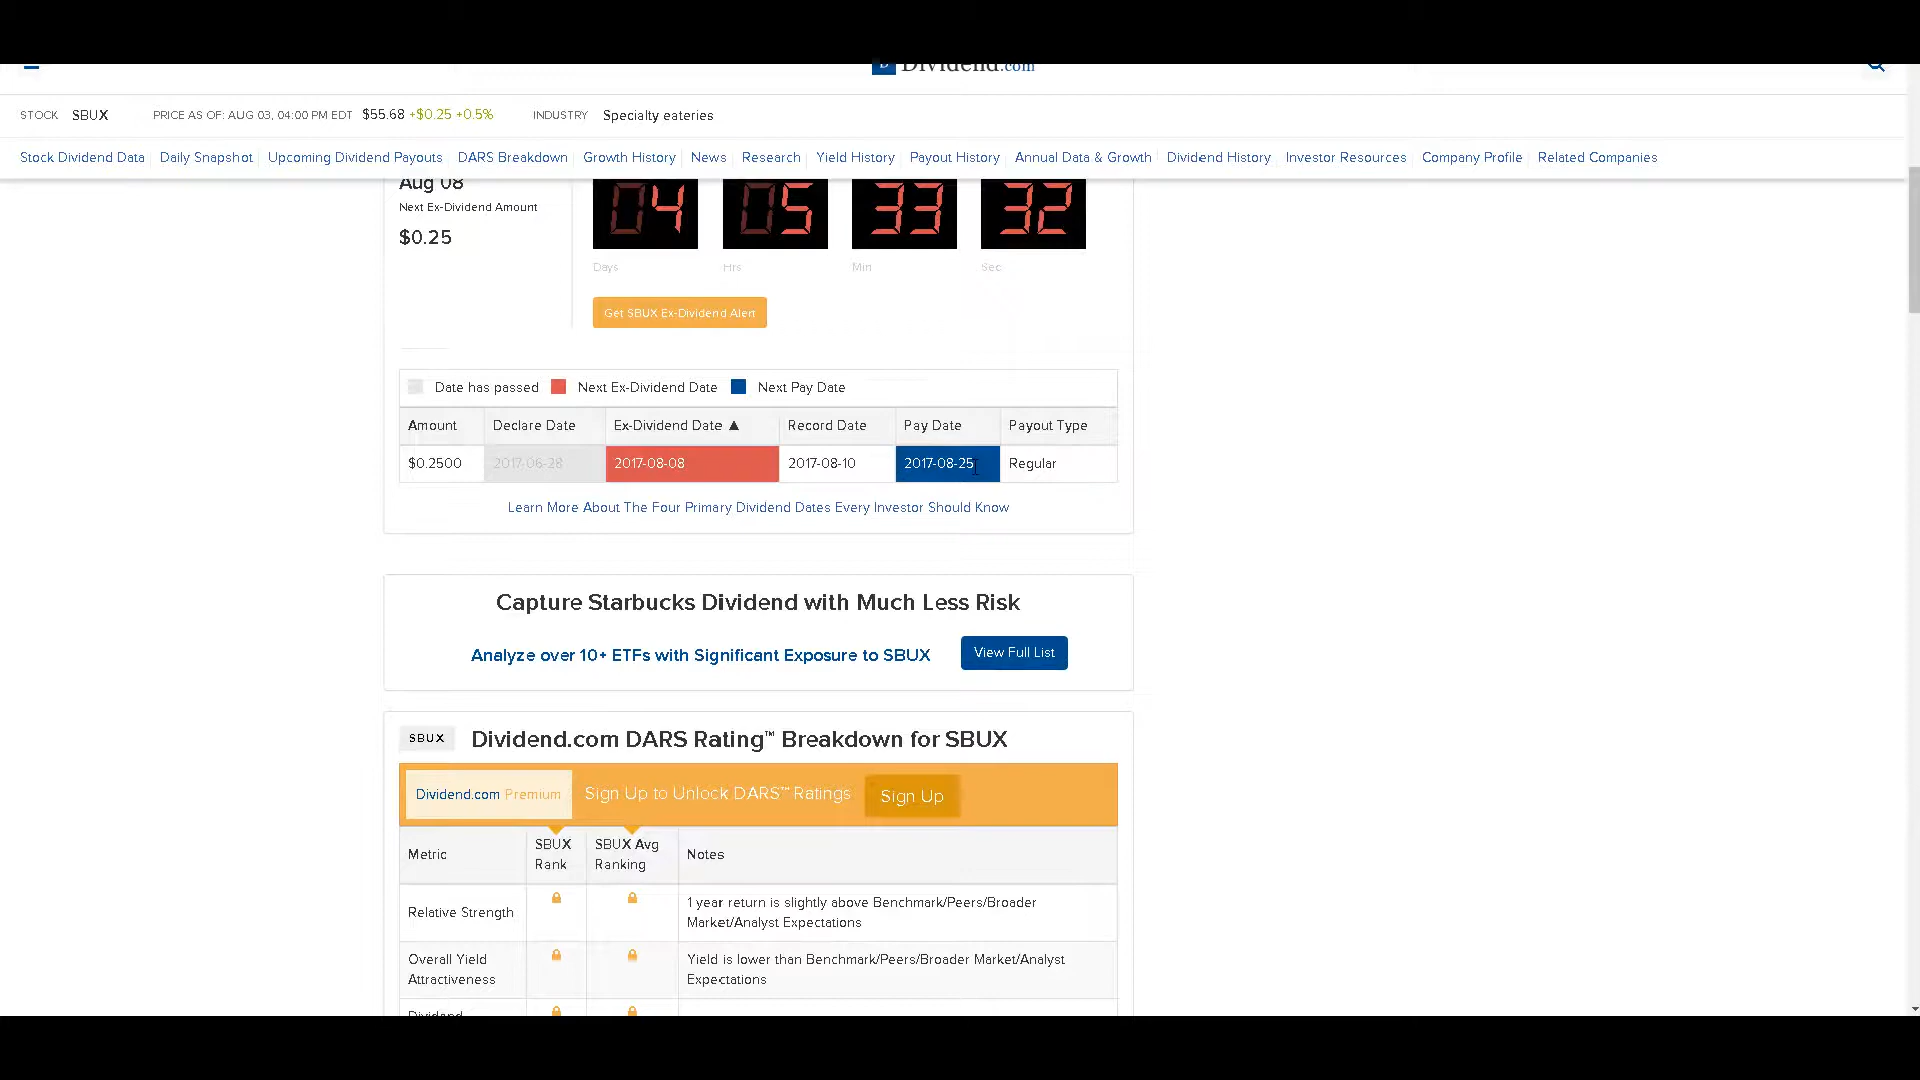 Dividend.com
STOCK SBUX PRICE AS OF: AUG 03, 04:00 PM EDT $55.68 +$0.25 +0.5% INDUSTRY Specialty eateries
Stock Dividend Data Daily Snapshot Upcoming Dividend Payouts DARS Breakdown Growth History News Research Yield History Payout History Annual Data & Growth Dividend History Investor Resources Company Profile Related Companies
Aug 08
Next Ex-Dividend Amount
$0.25
04 05 33 32
Days Hrs Min Sec
Get SBUX Ex-Dividend Alert
Date has passed Next Ex-Dividend Date Next Pay Date
Amount Declare Date Ex-Dividend Date ▲ Record Date Pay Date Payout Type
$0.2500 2017-06-28 2017-08-08 2017-08-10 2017-08-25 Regular
Learn More About The Four Primary Dividend Dates Every Investor Should Know
Capture Starbucks Dividend with Much Less Risk
Analyze over 10+ ETFs with Significant Exposure to SBUX View Full List
SBUX Dividend.com DARS Rating™ Breakdown for SBUX
Dividend.com Premium Sign Up to Unlock DARS™ Ratings Sign Up
Metric SBUX Rank SBUX Avg Ranking Notes
Relative Strength 1 year return is slightly above Benchmark/Peers/Broader
Market/Analyst Expectations
Overall Yield Yield is lower than Benchmark/Peers/Broader Market/Analyst
Attractiveness Expectations
Dividend